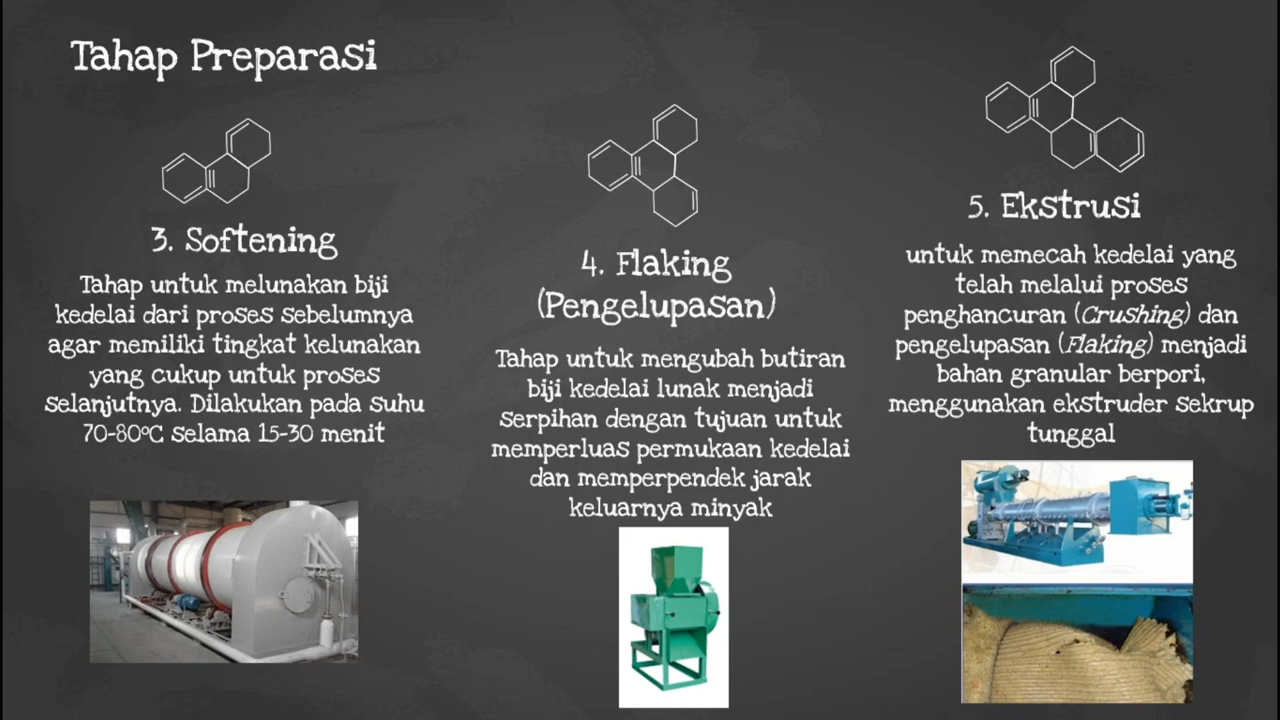 Tahap Preparasi
3. Softening
Tahap untuk melunakan biji
kedelai dari proses sebelumnya
agar memiliki tingkat kelunakan
yang cukup untuk proses
selanjutnya. Dilakukan pada suhu
70-80°C selama 15-30 menit
4. Flaking
(Pengelupasan)
Tahap untuk mengubah butiran
biji kedelai lunak menjadi
serpihan dengan tujuan untuk
memperluas permukaan kedelai
dan memperpendek jarak
keluarnya minyak
5. Ekstrusi
untuk memecah kedelai yang
telah melalui proses
penghancuran (Crushing) dan
pengelupasan (Flaking) menjadi
bahan granular berpori,
menggunakan ekstruder sekrup
tunggal